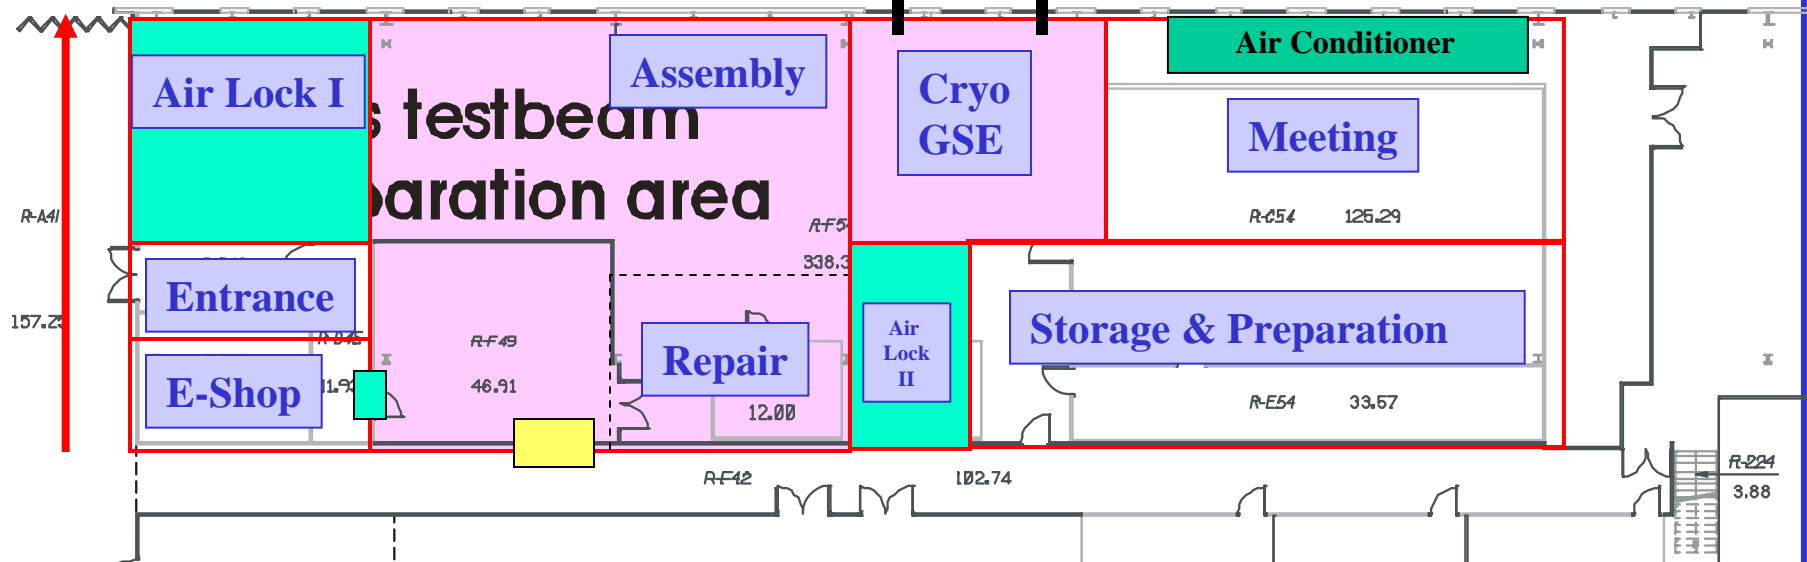 Air Conditioner
Assembly
Air Lock I
Cryo
GSE
testbeam
Meeting
aration area
R-A41
R-C54 125.29
R-F54
338.3
Entrance
Air
Lock
II
Storage & Preparation
157.25
R-F49
Repair
E-Shop
46.91
12.00
R-E54 33.57
R-F42
102.74
R-224
3.88